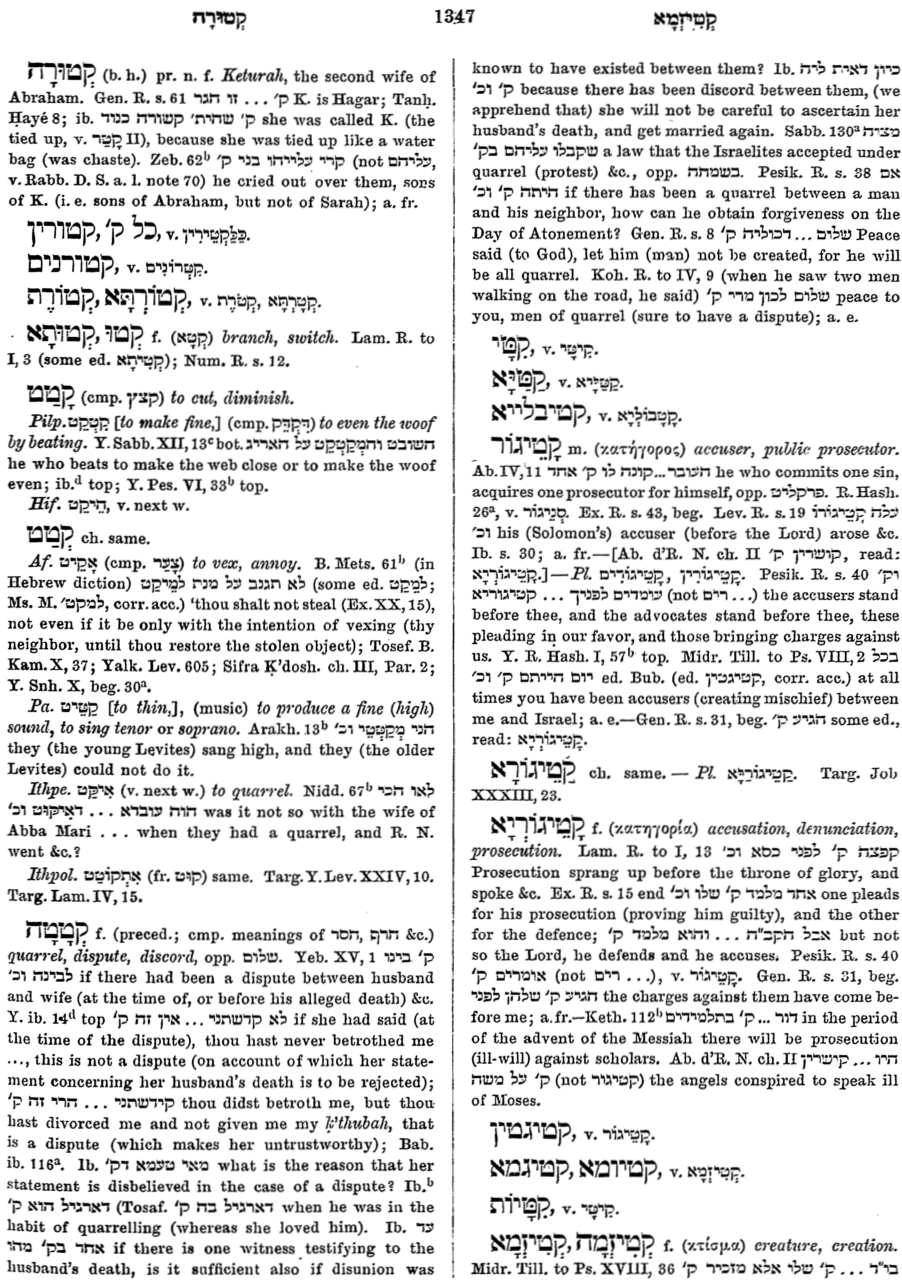 קְטוּרָה
1347
קְטִיזְמָא
קְטוּרָה (b. h.) pr. n. f. Keturah, the second wife of
Abraham. Gen. R. s. 61 ק' ... זו הגר K. is Hagar; Tanḥ.
Ḥayé 8; ib. ק' שהית' קשורה כנוד she was called K. (the
tied up, v. קְטַר II), because she was tied up like a water
bag (was chaste). Zeb. 62ᵇ קרי עלייהו בני ק' (not עליהם,
v. Rabb. D. S. a. l. note 70) he cried out over them, sons
of K. (i. e. sons of Abraham, but not of Sarah); a. fr.
קטורין, כל ק', v. כַּלַּקְטֵירִין.
קטורנים, v. קַטְרוֹנִים.
קְטוֹרְתָּא, קְטוֹרֶת, v. קְטָרְתָּא, קְטֹרֶת.
קְטוּ, קְטוּתָא f. (קְטָא) branch, switch. Lam. R. to
I, 3 (some ed. קְטִיתָא); Num. R. s. 12.
קָטַט (cmp. קצץ) to cut, diminish.
Pilp. קִטְקֵט [to make fine,] (cmp. דִּקְדֵּק) to even the woof
by beating. Y. Sabb. XII, 13ᶜ bot. השובט והמקטקט על האריג
he who beats to make the web close or to make the woof
even; ib.ᵈ top; Y. Pes. VI, 33ᵇ top.
Hif. הֵיקֵט, v. next w.
קְטַט ch. same.
Af. אָקֵיט (cmp. צַעֵר) to vex, annoy. B. Mets. 61ᵇ (in
Hebrew diction) לא תגנב על מנת למֵיקַט (some ed. לְמֵקַט;
Ms. M. למקט', corr. acc.) ‘thou shalt not steal (Ex. XX, 15),
not even if it be only with the intention of vexing (thy
neighbor, until thou restore the stolen object); Tosef. B.
Kam. X, 37; Yalk. Lev. 605; Sifra Ḳ'dosh. ch. III, Par. 2;
Y. Snh. X, beg. 30ᵃ.
Pa. קַטֵּיט [to thin,], (music) to produce a fine (high)
sound, to sing tenor or soprano. Arakh. 13ᵇ הני מְקַטְּטֵי וכ'
they (the young Levites) sang high, and they (the older
Levites) could not do it.
Ithpe. אִיקַּט (v. next w.) to quarrel. Nidd. 67ᵇ לאו הכי
הוה עובדא ... דאִיקּוּט וכ' was it not so with the wife of
Abba Mari ... when they had a quarrel, and R. N.
went &c.?
Ithpol. אִתְקוֹטֵט (fr. קוּט) same. Targ. Y. Lev. XXIV, 10.
Targ. Lam. IV, 15.
קְטָטָה f. (preced.; cmp. meanings of חרף, חסד &c.)
quarrel, dispute, discord, opp. שלום. Yeb. XV, 1 ק' בינו
לבינה וכ' if there had been a dispute between husband
and wife (at the time of, or before his alleged death) &c.
Y. ib. 14ᵈ top לא קדשתני ... אין זה ק' if she had said (at
the time of the dispute), thou hast never betrothed me
..., this is not a dispute (on account of which her state-
ment concerning her husband's death is to be rejected);
קידשתני ... הרי זה ק' thou didst betroth me, but thou
hast divorced me and not given me my k'thubah, that
is a dispute (which makes her untrustworthy); Bab.
ib. 116ᵃ. Ib. מאי טעמא דק' what is the reason that her
statement is disbelieved in the case of a dispute? Ib.ᵇ
דארגיל הוא ק' (Tosaf. דארגיל בה ק' when he was in the
habit of quarrelling (whereas she loved him). Ib. עד
אחד בק' מהו if there is one witness testifying to the
husband's death, is it sufficient also if disunion was
known to have existed between them? Ib. כיון דאית ליה
ק' וכ' because there has been discord between them, (we
apprehend that) she will not be careful to ascertain her
husband's death, and get married again. Sabb. 130ᵃ מציה
שקבלו עליהם בק' a law that the Israelites accepted under
quarrel (protest) &c., opp. בשמחה. Pesik. R. s. 38 אם
היתה ק' וכ' if there has been a quarrel between a man
and his neighbor, how can he obtain forgiveness on the
Day of Atonement? Gen. R. s. 8 שלום ... דכוליה ק' Peace
said (to God), let him (man) not be created, for he will
be all quarrel. Koh. R. to IV, 9 (when he saw two men
walking on the road, he said) שלום לכון מרי ק' peace to
you, men of quarrel (sure to have a dispute); a. e.
קִטֵּי, v. קִיטֵּי.
קַטַּיָּא, v. קַטַּיְיָא.
קטיבלייא, v. קְטָבוֹלְיָא.
קָטֵיגוֹר m. (κατήγορος) accuser, public prosecutor.
Ab. IV, 11 העובר...קונה לו ק' אחד he who commits one sin,
acquires one prosecutor for himself, opp. פרקליט. R. Hash.
26ᵃ, v. סַנֵּיגוֹר. Ex. R. s. 43, beg. Lev. R. s. 19 עלה קָטֵיגוֹרוֹ
וכ' his (Solomon's) accuser (before the Lord) arose &c.
Ib. s. 30; a. fr.—[Ab. d'R. N. ch. II קושרין ק', read:
קָטֵיגוֹרְיָא.]—Pl. קָטֵיגוֹרִים, קָטֵיגוֹרִין. Pesik. R. s. 40 וק'
עומדים לפניך ... קטיגוריא (not רים ...) the accusers stand
before thee, and the advocates stand before thee, these
pleading in our favor, and those bringing charges against
us. Y. R. Hash. I, 57ᵇ top. Midr. Till. to Ps. VIII, 2 בכל
יום הייתם ק' וכ' ed. Bub. (ed. קטיגטין, corr. acc.) at all
times you have been accusers (creating mischief) between
me and Israel; a. e.—Gen. R. s. 31, beg. הגיע ק' some ed.,
read: קָטֵיגוֹרְיָא.
קָטֵיגוֹרָא ch. same. — Pl. קָטֵיגוֹרַיָּא. Targ. Job
XXXIII, 23.
קָטֵיגוֹרְיָא f. (κατηγορία) accusation, denunciation,
prosecution. Lam. R. to I, 13 קפצה ק' לפני כסא וכ'
Prosecution sprang up before the throne of glory, and
spoke &c. Ex. R. s. 15 end אחד מלמד ק' שלו וכ' one pleads
for his prosecution (proving him guilty), and the other
for the defence; אבל הקב"ה ... והוא מלמד ק' but not
so the Lord, he defends and he accuses. Pesik. R. s. 40
אומרים ק' (not רים ...), v. קָטֵיגוֹר. Gen. R. s. 31, beg.
הגיע ק' שלהן לפני the charges against them have come be-
fore me; a. fr.—Keth. 112ᵇ דור ... ק' בתלמידים in the period
of the advent of the Messiah there will be prosecution
(ill-will) against scholars. Ab. d'R. N. ch. II היו ... קישרין
ק' על משה (not קטיגור) the angels conspired to speak ill
of Moses.
קטיגטין, v. קָטֵיגוֹר.
קטיומא, קטיגמא, v. קְטִיזְמָא.
קִטָּיוֹת, v. קִיטֵּי.
קְטִיזְמָה, קְטִיזְמָא f. (κτίσμα) creature, creation.
Midr. Till. to Ps. XVIII, 36 בי"ד ... ק' שלי אלא מזכיר ק'